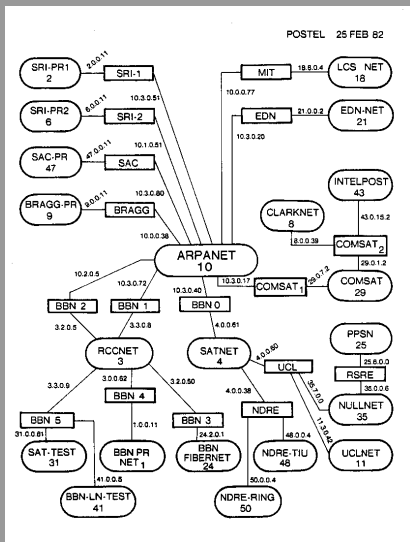 POSTEL 25 FEB 82
SRI-PR1
2
2.0.0.11
SRI-1
10.3.0.51
MIT
10.0.0.77
18.8.0.4
LCS NET
18
SRI-PR2
6
6.0.0.11
SRI-2
10.1.0.51
EDN
10.3.0.20
21.0.0.2
EDN-NET
21
SAC-PR
47
47.0.0.11
SAC
10.3.0.80
INTELPOST
43
43.0.15.2
BRAGG-PR
9
9.0.0.11
BRAGG
10.0.0.38
CLARKNET
8
8.0.0.39
COMSAT2
29.0.1.2
ARPANET
10
10.3.0.17
COMSAT1
29.0.7.2
COMSAT
29
10.2.0.5
BBN 2
3.2.0.5
10.3.0.72
BBN 1
3.3.0.8
10.3.0.40
BBN 0
4.0.0.61
RCCNET
3
SATNET
4
4.0.0.60
UCL
PPSN
25
25.6.0.0
RSRE
35.0.0.6
35.7.0.0
NULLNET
35
3.3.0.9
BBN 5
3.0.0.62
BBN 4
1.0.0.11
3.2.0.50
BBN 3
24.2.0.1
4.0.0.38
NDRE
48.0.0.4
11.3.0.42
31.0.0.61
SAT-TEST
31
BBN PR
NET1
BBN
FIBERNET
24
NDRE-TIU
48
UCLNET
11
41.0.0.5
BBN-LN-TEST
41
50.0.0.4
NDRE-RING
50